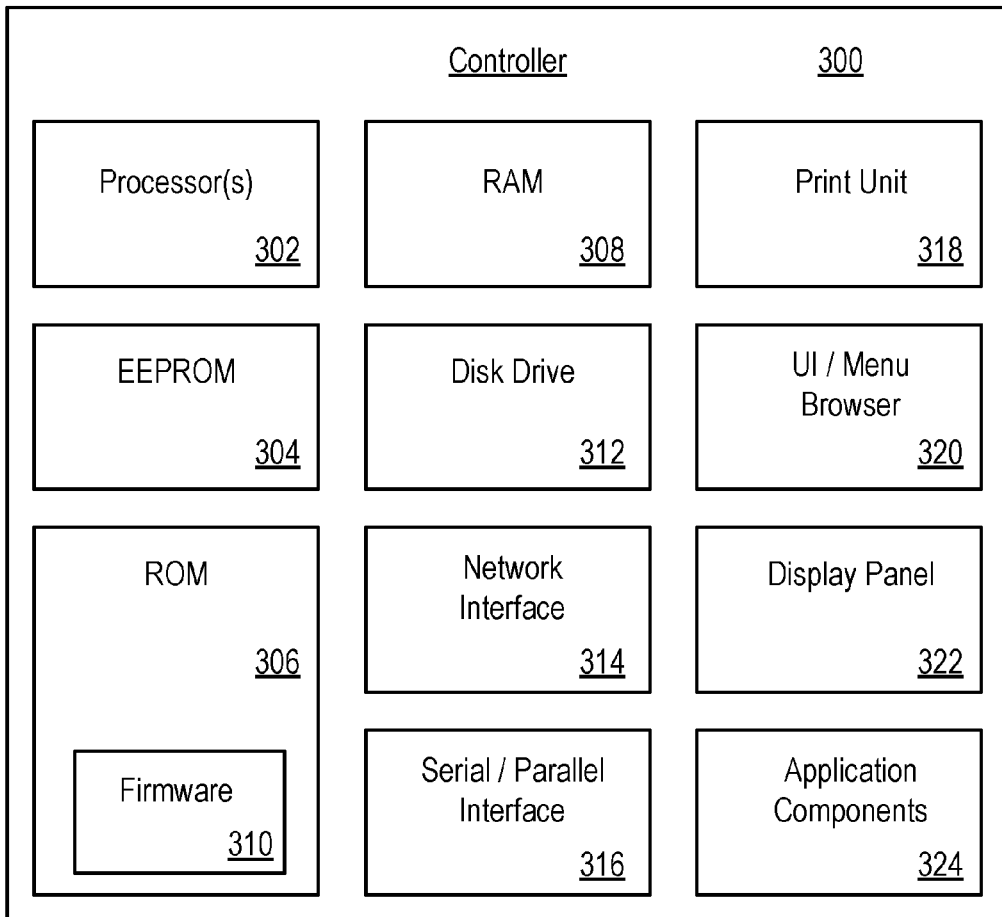 Controller 300
Processor(s)
302
RAM
308
Print Unit
318
EEPROM
304
Disk Drive
312
UI / Menu
Browser
320
ROM
306
Firmware
310
Network
Interface
314
Display Panel
322
Serial / Parallel
Interface
316
Application
Components
324